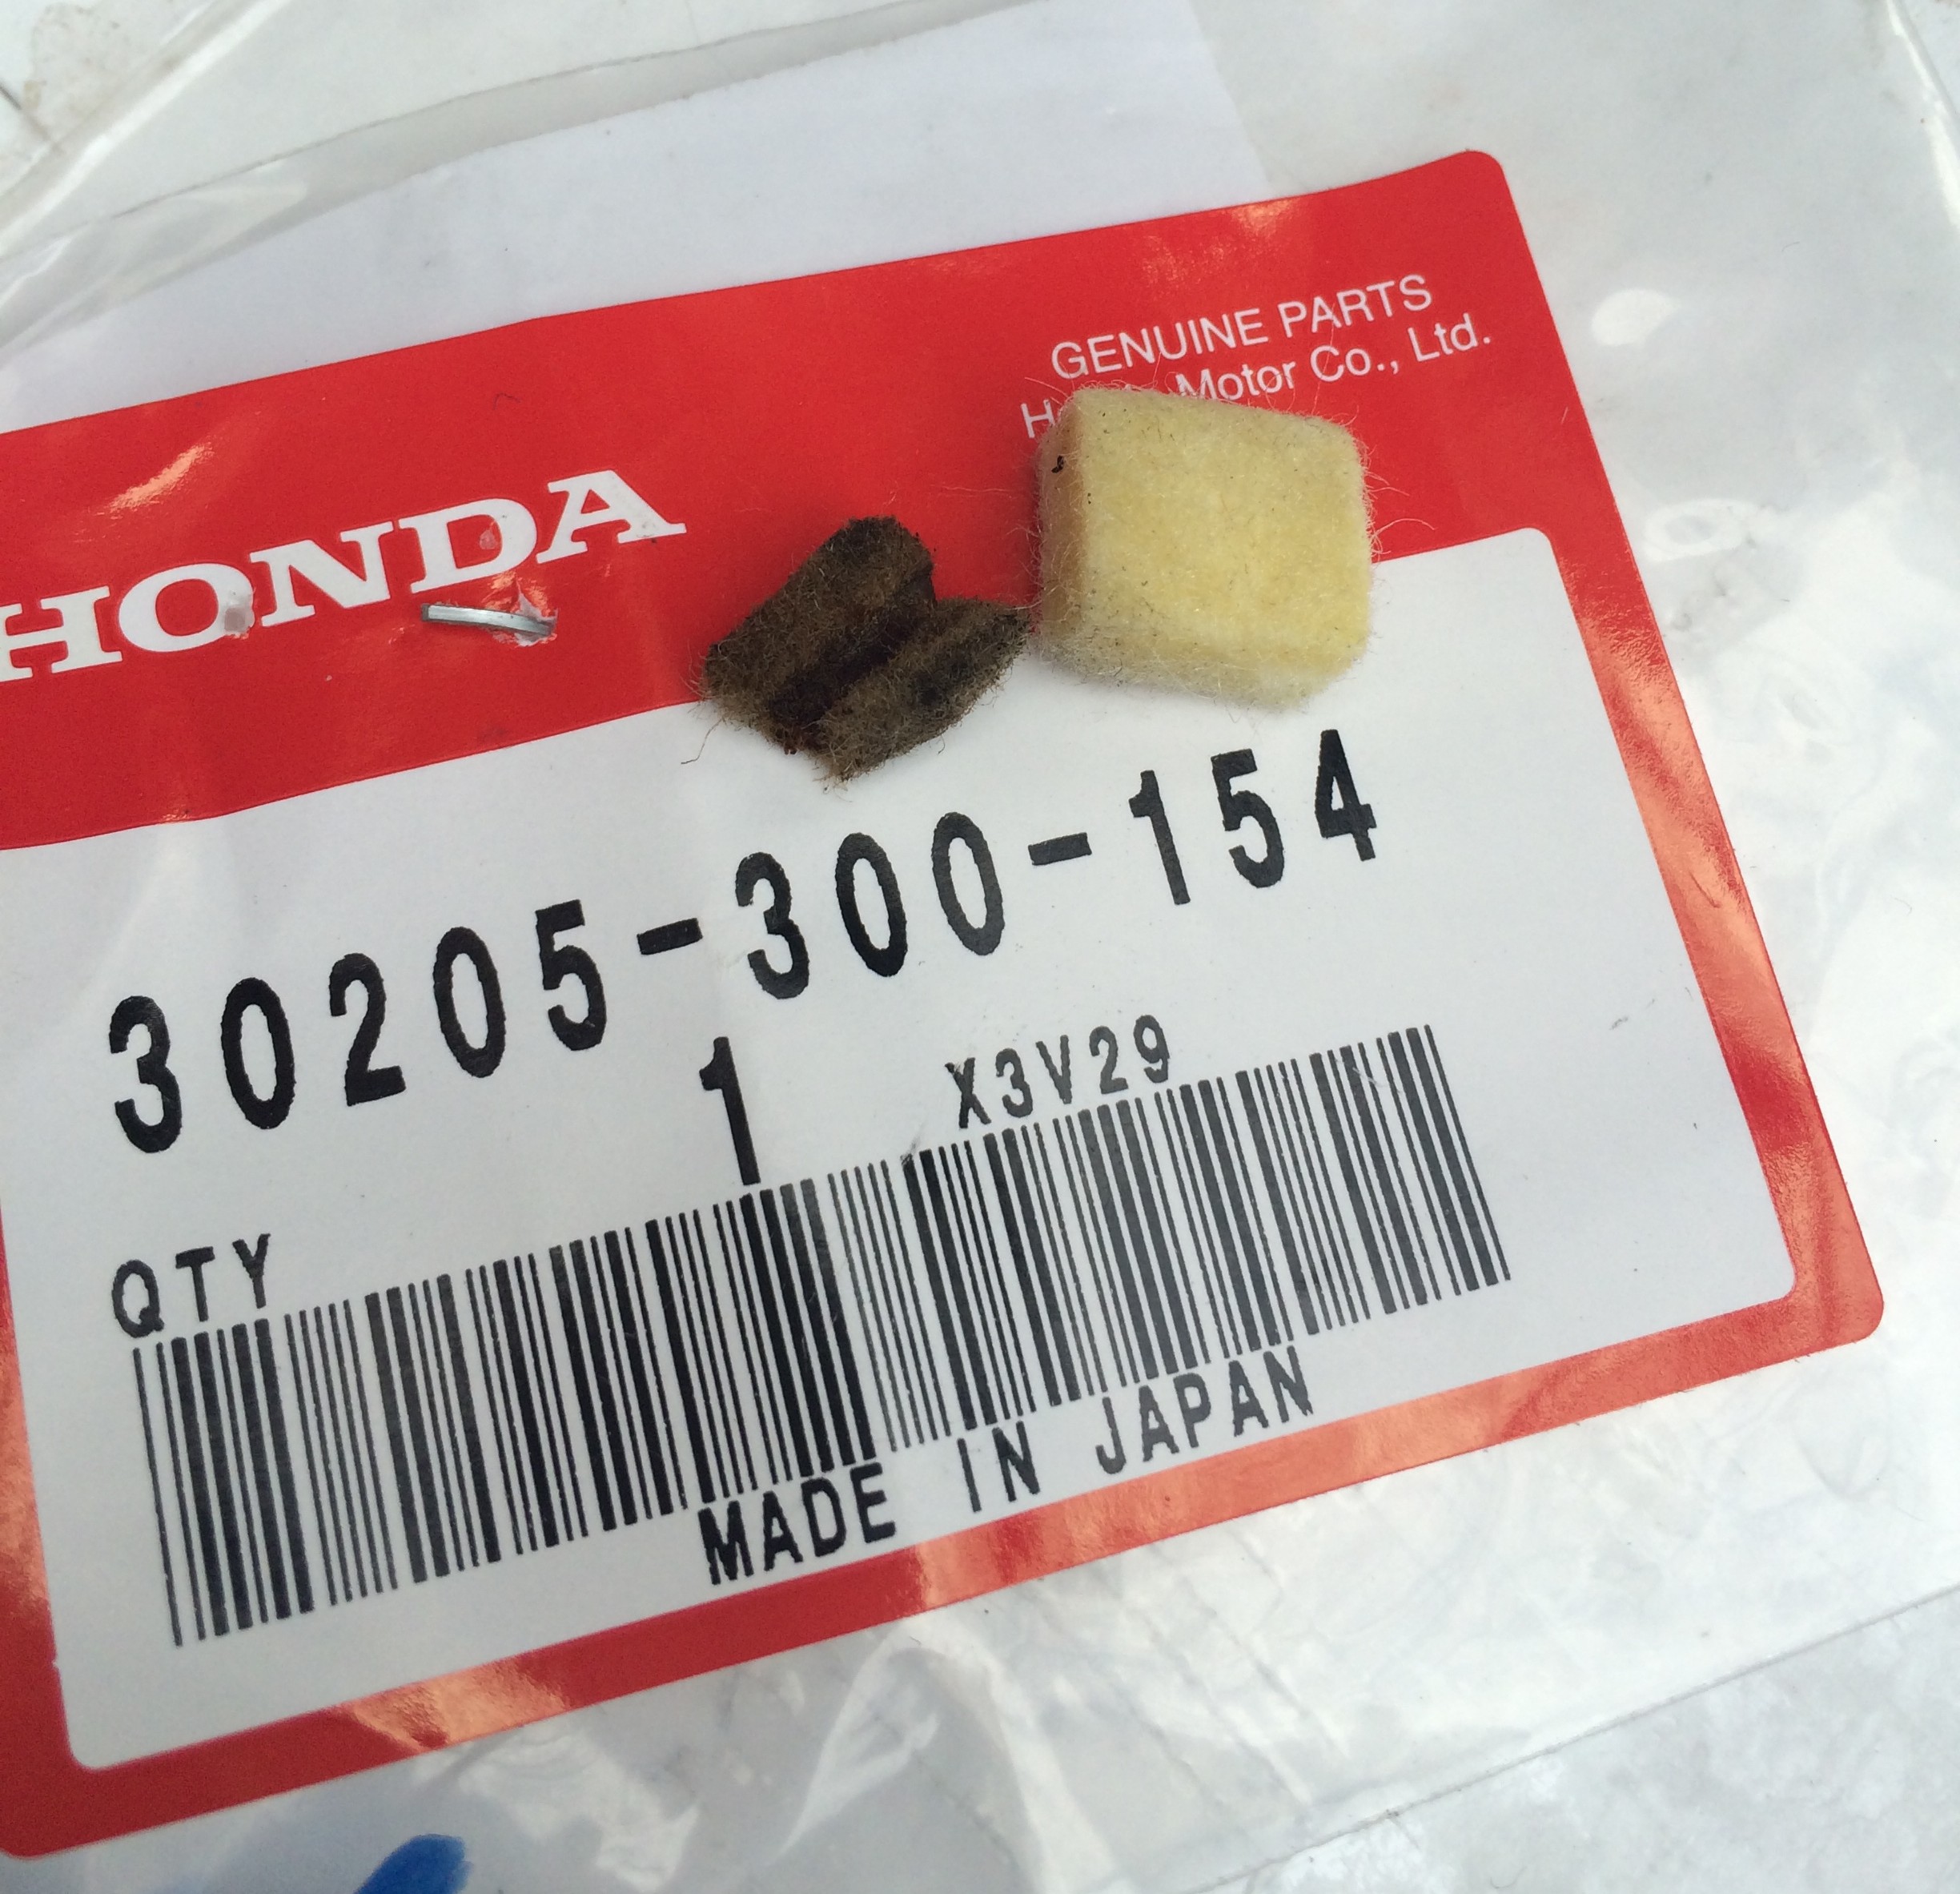 GENUINE PARTS
Motor Co., Ltd.
HONDA
30205-300-154
1
X3V29
QTY
MADE IN JAPAN